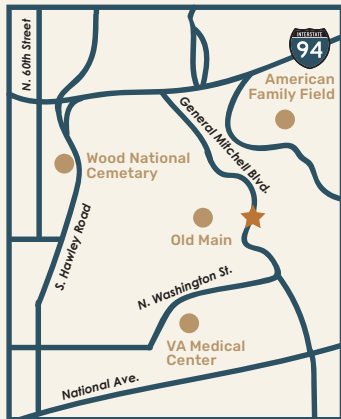 N. 60th Street
INTERSTATE
94
American
Family Field
General Mitchell Blvd.
Wood National
Cemetary
S. Hawley Road
Old Main
N. Washington St.
VA Medical
Center
National Ave.